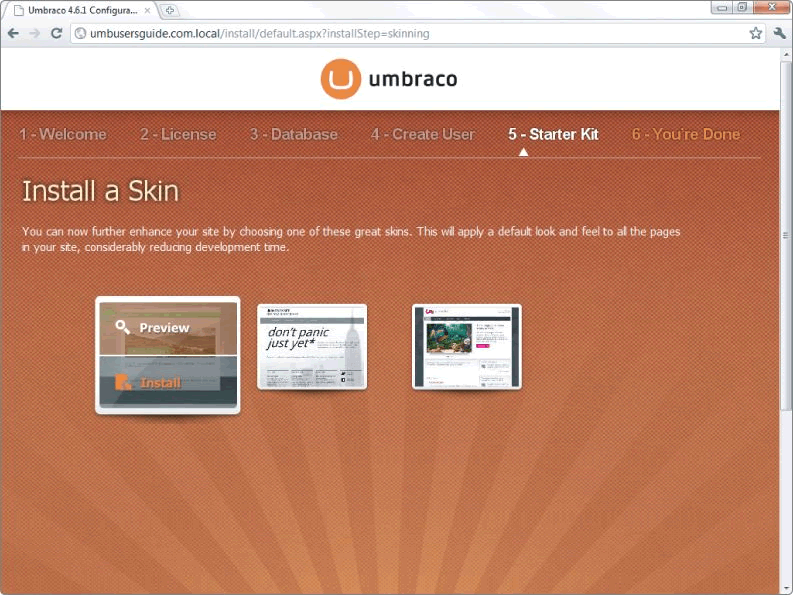 Umbraco 4.6.1 Configura...
umbusersguide.com.local/install/default.aspx?installStep=skinning
umbraco
1 - Welcome
2 - License
3 - Database
4 - Create User
5 - Starter Kit
6 - You're Done
Install a Skin
You can now further enhance your site by choosing one of these great skins. This will apply a default look and feel to all the pages
in your site, considerably reducing development time.
Preview
Install
don't panic
just yet*